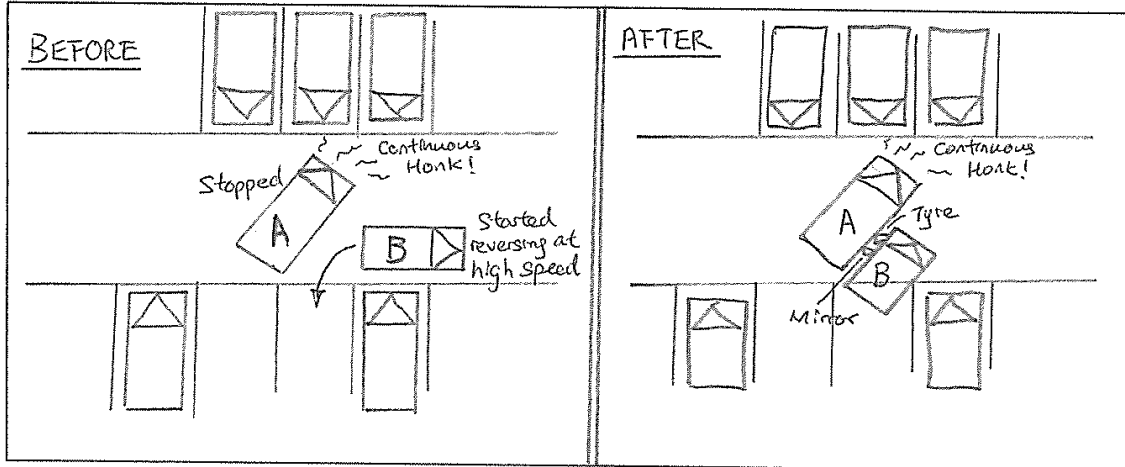 BEFORE
Continuous
Honk!
Stopped
A
B
Started
reversing at
high speed
AFTER
Continuous
Honk!
A
Tyre
B
Mirror